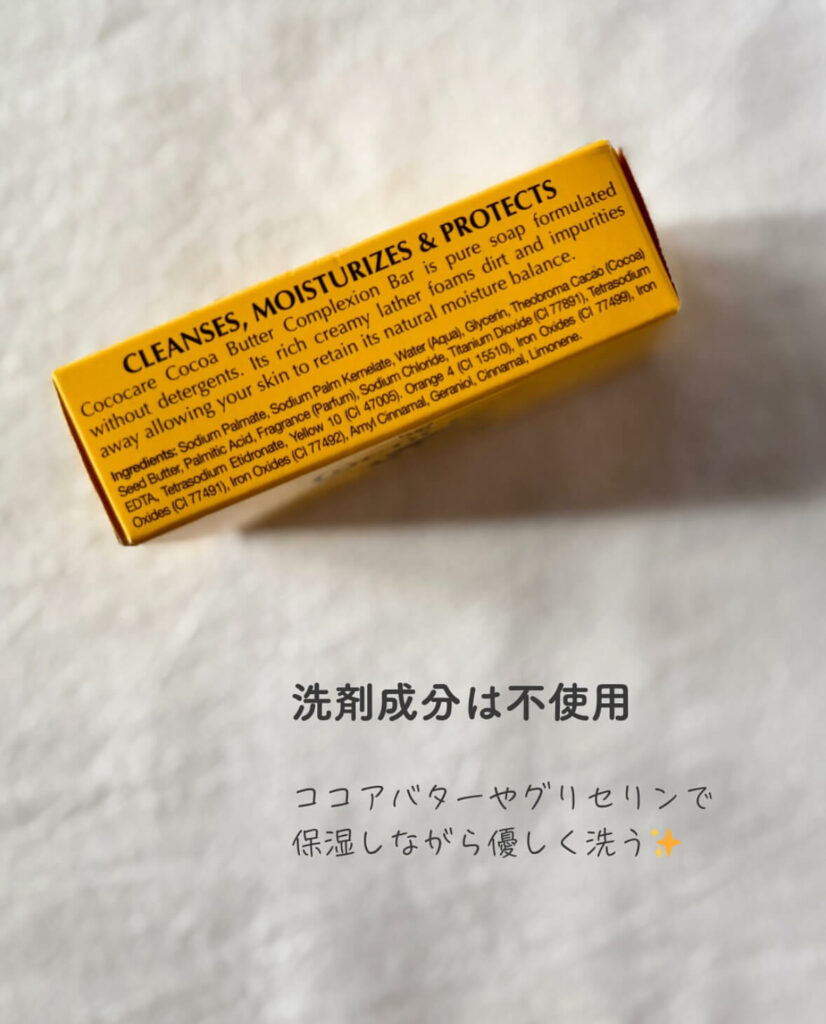 CLEANSES, MOISTURIZES & PROTECTS
Cococare Cocoa Butter Complexion Bar is pure soap formulated
without detergents. Its rich creamy lather foams dirt and impurities
away allowing your skin to retain its natural moisture balance.
Ingredients: Sodium Palmate, Sodium Palm Kernelate, Water (Aqua), Glycerin, Theobroma Cacao (Cocoa)
Seed Butter, Palmitic Acid, Fragrance (Parfum), Sodium Chloride, Titanium Dioxide (CI 77891), Tetrasodium
EDTA, Tetrasodium Etidronate, Yellow 10 (CI 47005). Orange 4 (CI 15510), Iron Oxides (CI 77499), Iron
Oxides (CI 77491), Iron Oxides (CI 77492), Amyl Cinnamal, Geraniol, Cinnamal, Limonene.
洗剤成分は不使用
ココアバターやグリセリンで
保湿しながら優しく洗う✨